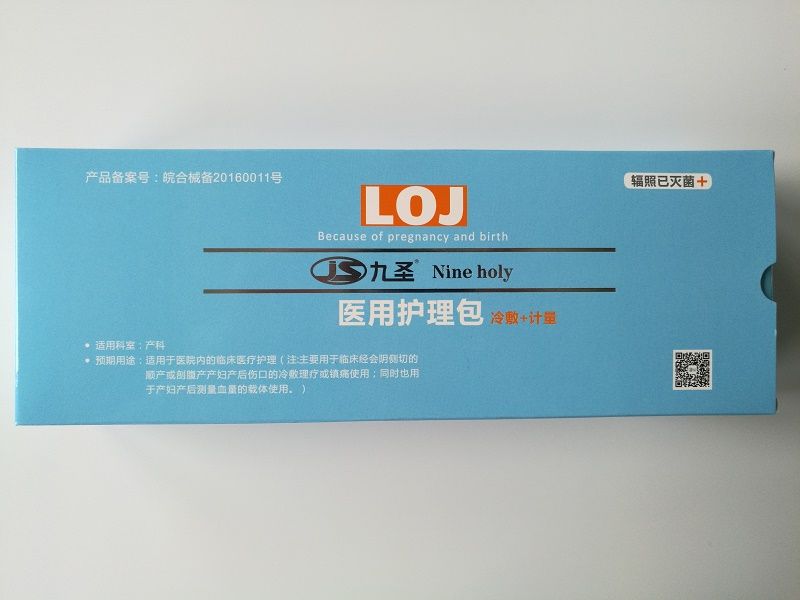 产品备案号：皖合械备20160011号
辐照已灭菌+
LOJ
Because of pregnancy and birth
JS 九圣® Nine holy
医用护理包 冷敷+计量
• 适用科室：产科
• 预期用途：适用于医院内的临床医疗护理（注:主要用于临床经会阴侧切的
顺产或剖腹产产妇产后伤口的冷敷理疗或镇痛使用；同时也用
于产妇产后测量血量的载体使用。）